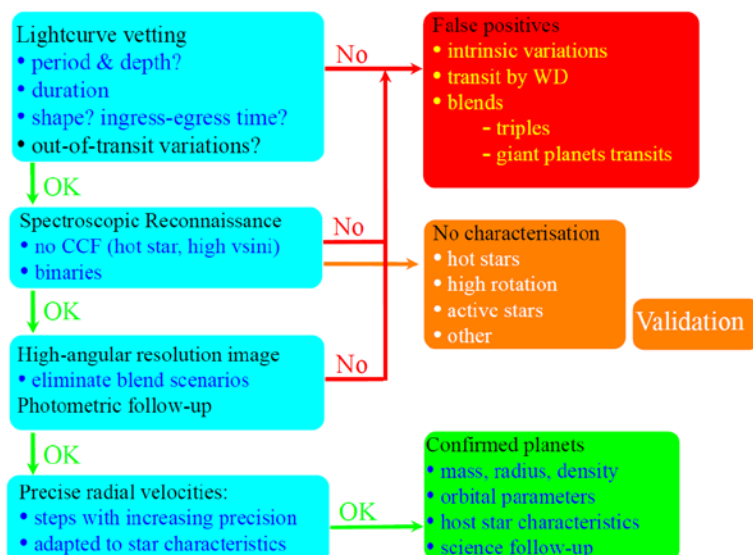 Lightcurve vetting
• period & depth?
• duration
• shape? ingress-egress time?
• out-of-transit variations?
No
False positives
• intrinsic variations
• transit by WD
• blends
- triples
- giant planets transits
OK
Spectroscopic Reconnaissance
• no CCF (hot star, high vsini)
• binaries
No
No characterisation
• hot stars
• high rotation
• active stars
• other
Validation
OK
High-angular resolution image
• eliminate blend scenarios
Photometric follow-up
No
OK
Precise radial velocities:
• steps with increasing precision
• adapted to star characteristics
OK
Confirmed planets
• mass, radius, density
• orbital parameters
• host star characteristics
• science follow-up